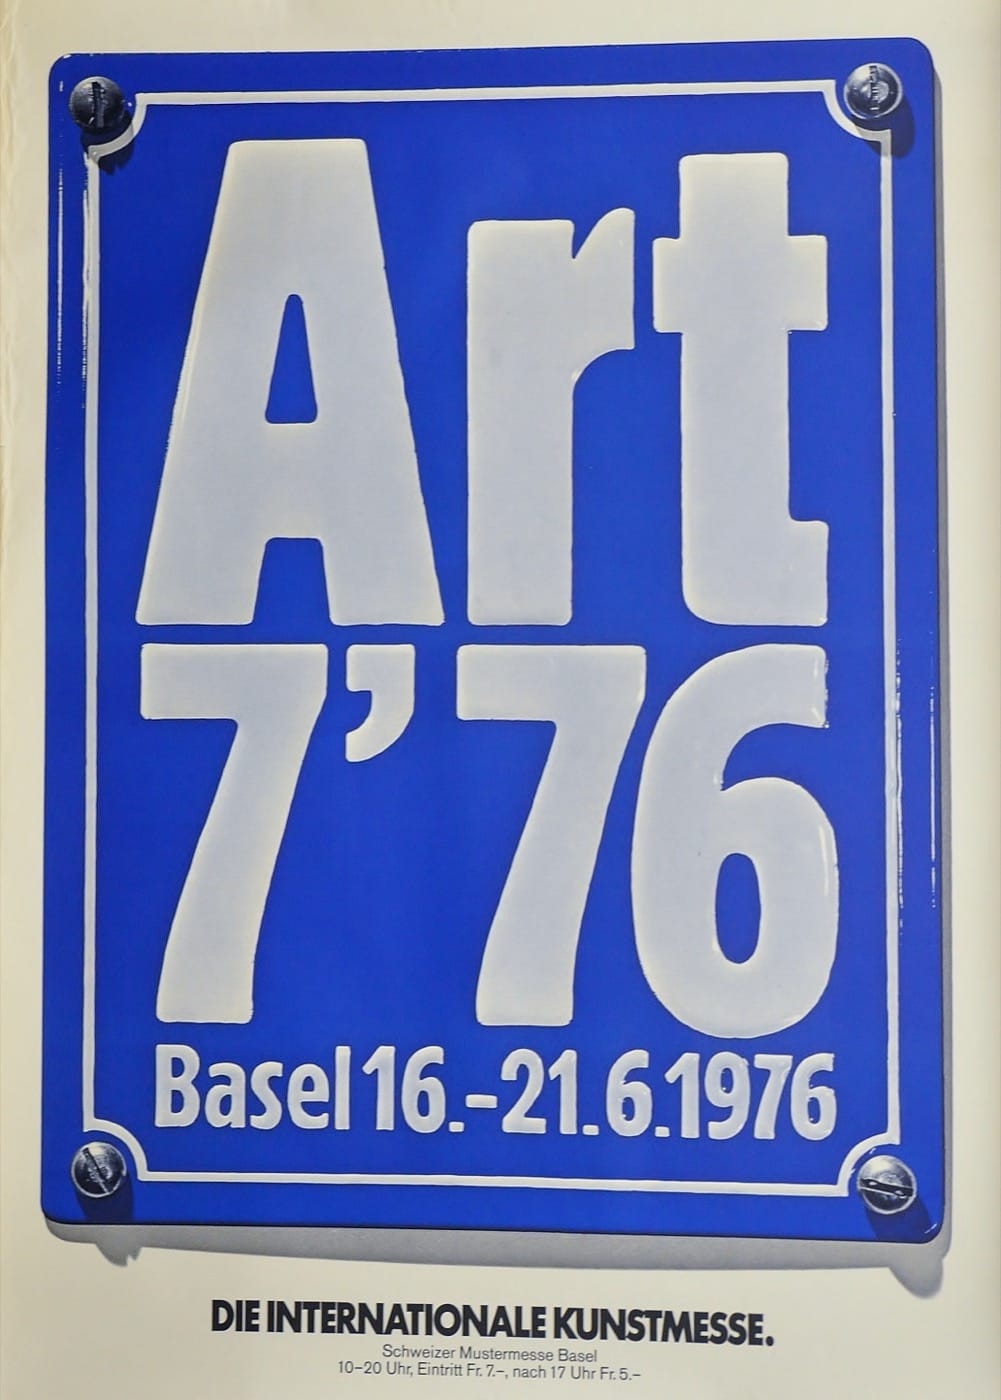 Art
7’76
Basel 16.-21.6.1976
DIE INTERNATIONALE KUNSTMESSE.
Schweizer Mustermesse Basel
10–20 Uhr, Eintritt Fr. 7.–, nach 17 Uhr Fr. 5.–